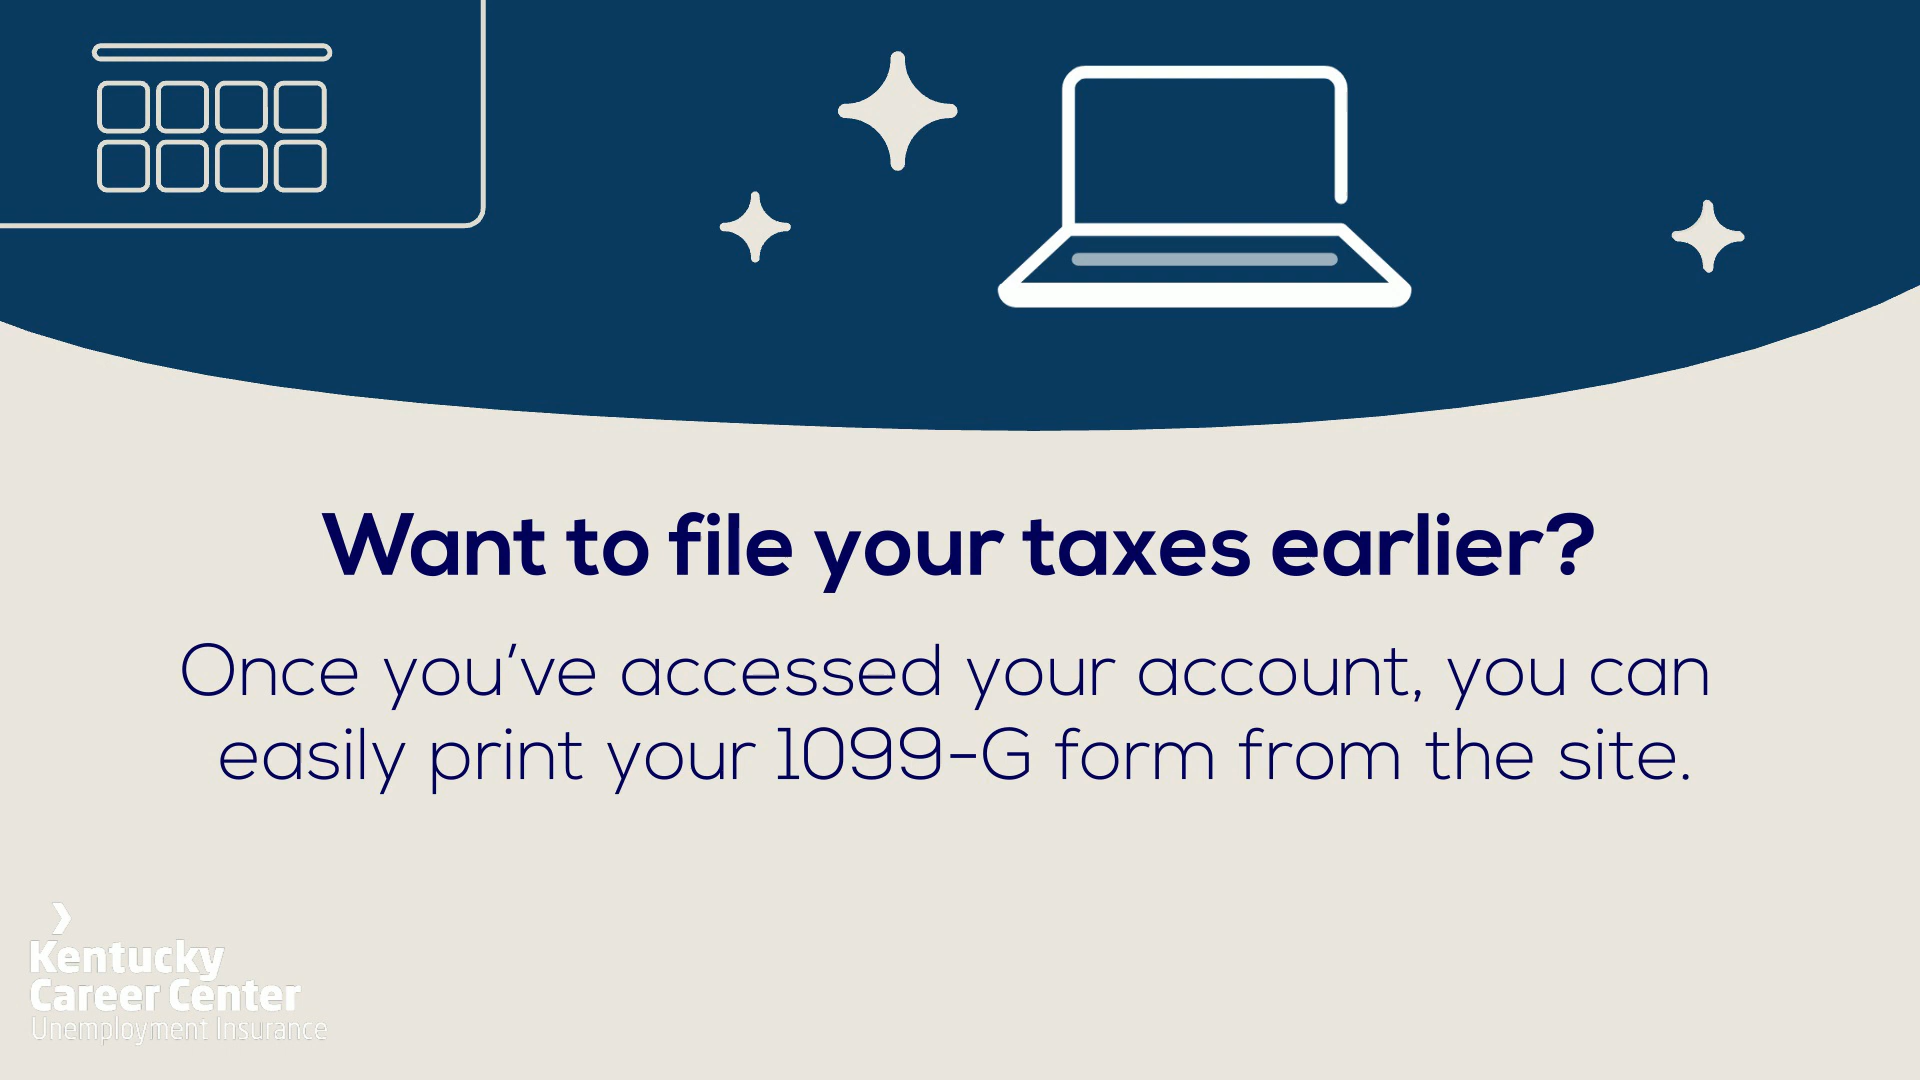 Want to file your taxes earlier?
Once you've accessed your account, you can
easily print your 1099-G form from the site.
Kentucky
Career Center
Unemployment Insurance